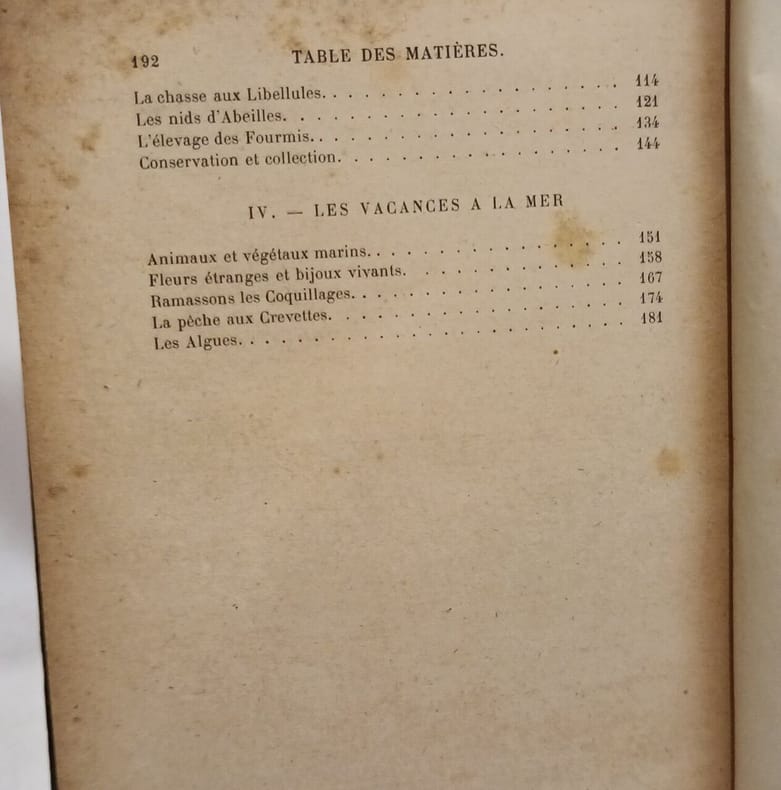 192 TABLE DES MATIÈRES.
La chasse aux Libellules. . . . . . . . . . . . . . . . . . . 114
Les nids d'Abeilles. . . . . . . . . . . . . . . . . . . . . 121
L'élevage des Fourmis. . . . . . . . . . . . . . . . . . . . 134
Conservation et collection. . . . . . . . . . . . . . . . . . 144
IV. — LES VACANCES A LA MER
Animaux et végétaux marins. . . . . . . . . . . . . . . . . 151
Fleurs étranges et bijoux vivants. . . . . . . . . . . . . . 158
Ramassons les Coquillages. . . . . . . . . . . . . . . . . . 167
La pêche aux Crevettes. . . . . . . . . . . . . . . . . . . 174
Les Algues. . . . . . . . . . . . . . . . . . . . . . . . . 181